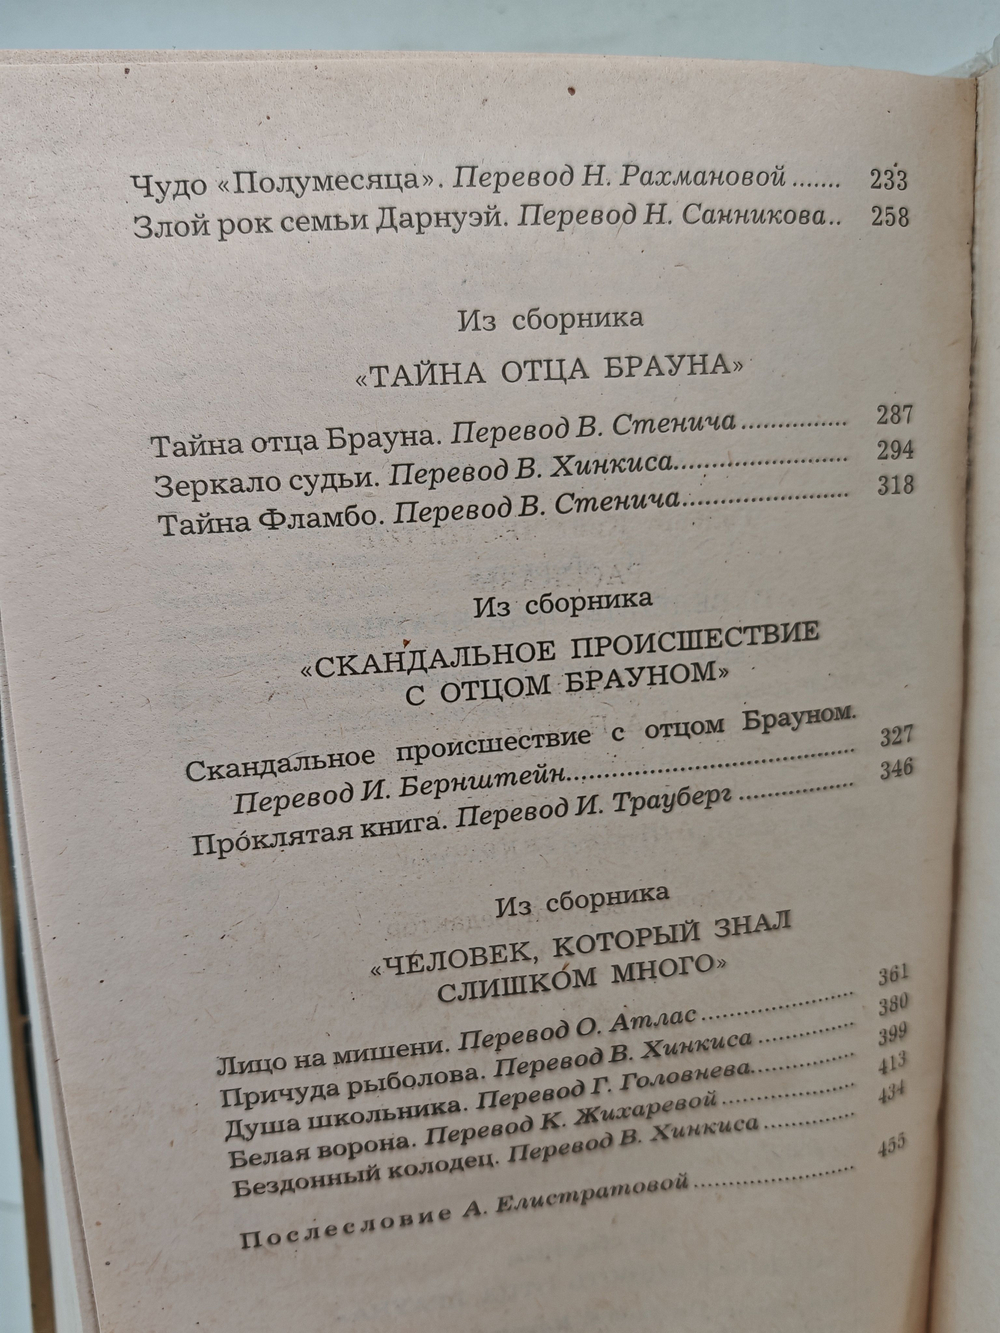 Чудо «Полумесяца». Перевод Н. Рахмановой ....... 233
Злой рок семьи Дарнуэй. Перевод Н. Санникова.. 258
Из сборника
«ТАЙНА ОТЦА БРАУНА»
Тайна отца Брауна. Перевод В. Стенича............... 287
Зеркало судьи. Перевод В. Хинкиса........................ 294
Тайна Фламбо. Перевод В. Стенича........................ 318
Из сборника
«СКАНДАЛЬНОЕ ПРОИСШЕСТВИЕ
С ОТЦОМ БРАУНОМ»
Скандальное происшествие с отцом Брауном.
Перевод И. Бернштейн........................................ 327
Проклятая книга. Перевод И. Трауберг ................ 346
Из сборника
«ЧЕЛОВЕК, КОТОРЫЙ ЗНАЛ
СЛИШКОМ МНОГО»
Лицо на мишени. Перевод О. Атлас ..................... 361
Причуда рыболова. Перевод В. Хинкиса .............. 380
Душа школьника. Перевод Г. Головнева............... 399
Белая ворона. Перевод К. Жихаревой ................... 413
Бездонный колодец. Перевод В. Хинкиса ............. 434
Послесловие А. Елистратовой ....................... 455